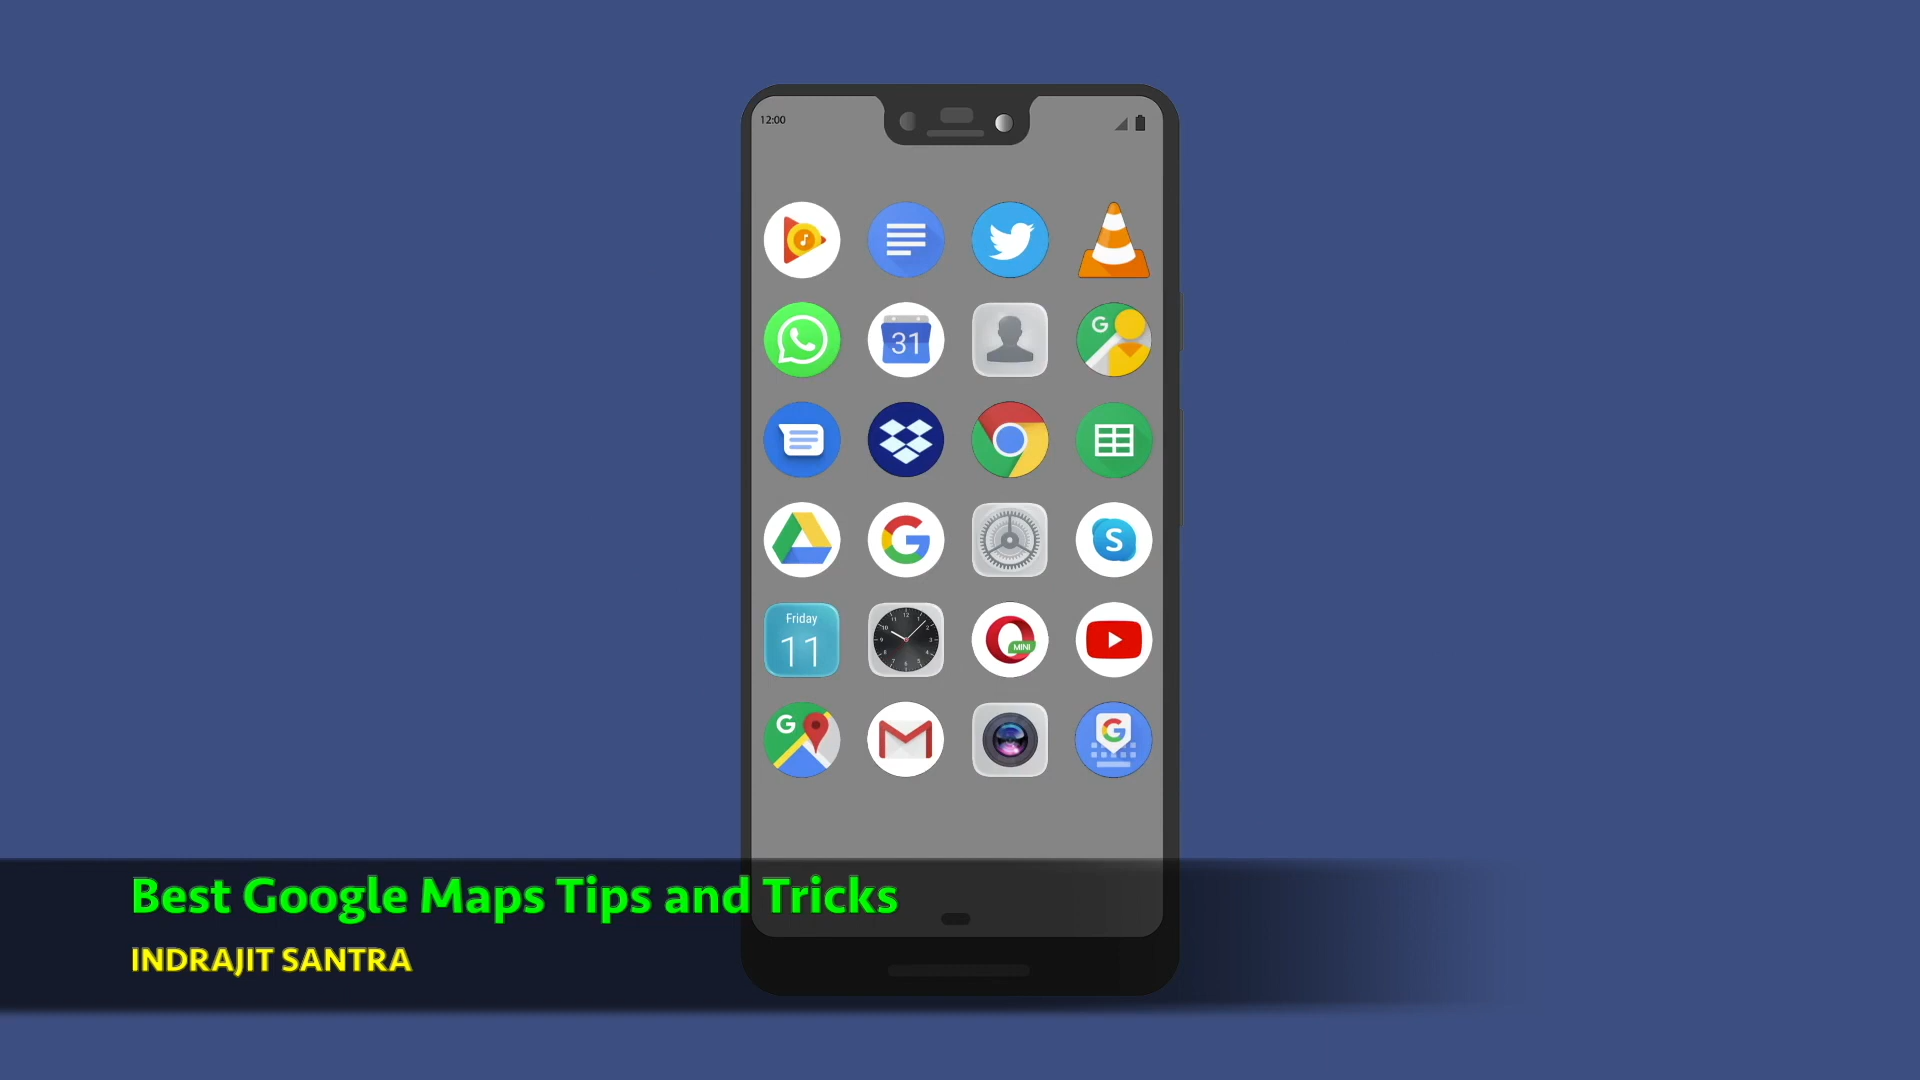 12:00
G
31
S
Friday
11
MINI
G
G
Best Google Maps Tips and Tricks
INDRAJIT SANTRA